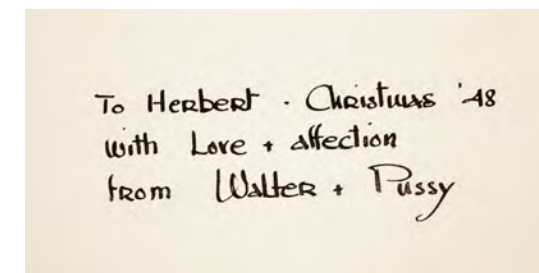 To Herbert · Christmas '48
with Love + affection
from Walter + Pussy